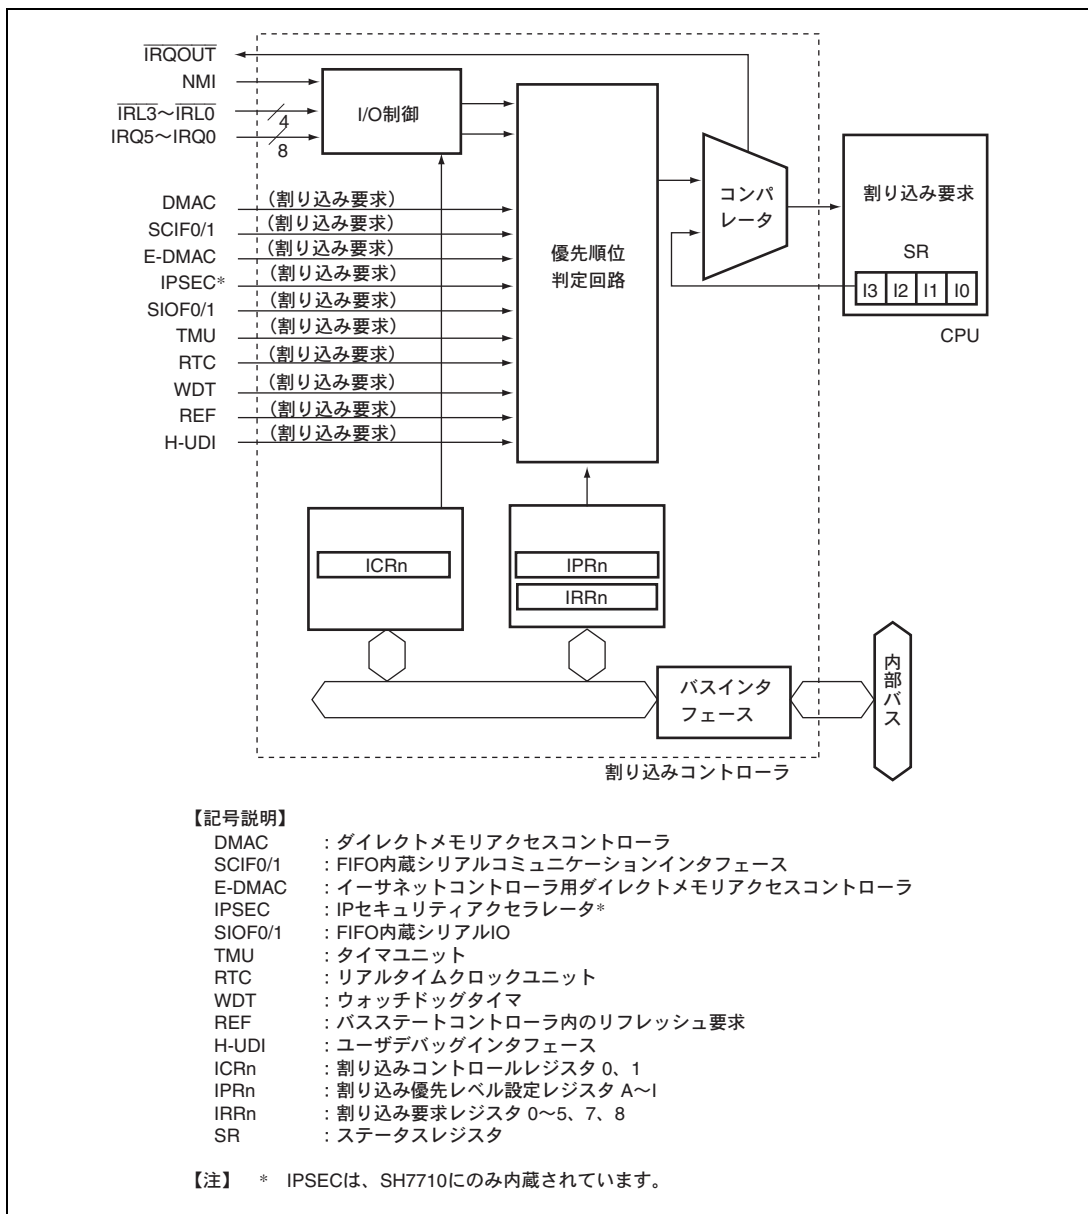 IRQOUT
NMI
IRL3～IRL0
4
IRQ5～IRQ0
8
I/O制御
DMAC (割り込み要求)
SCIF0/1 (割り込み要求)
E-DMAC (割り込み要求)
IPSEC* (割り込み要求)
SIOF0/1 (割り込み要求)
TMU (割り込み要求)
RTC (割り込み要求)
WDT (割り込み要求)
REF (割り込み要求)
H-UDI (割り込み要求)
優先順位
判定回路
コンパ
レータ
割り込み要求
SR
I3 I2 I1 I0
CPU
ICRn
IPRn
IRRn
バスインタ
フェース
内部バス
割り込みコントローラ
【記号説明】
DMAC : ダイレクトメモリアクセスコントローラ
SCIF0/1 : FIFO内蔵シリアルコミュニケーションインタフェース
E-DMAC : イーサネットコントローラ用ダイレクトメモリアクセスコントローラ
IPSEC : IPセキュリティアクセラレータ*
SIOF0/1 : FIFO内蔵シリアルIO
TMU : タイマユニット
RTC : リアルタイムクロックユニット
WDT : ウォッチドッグタイマ
REF : バスステートコントローラ内のリフレッシュ要求
H-UDI : ユーザデバッグインタフェース
ICRn : 割り込みコントロールレジスタ 0、1
IPRn : 割り込み優先レベル設定レジスタ A～I
IRRn : 割り込み要求レジスタ 0～5、7、8
SR : ステータスレジスタ
【注】 * IPSECは、SH7710にのみ内蔵されています。